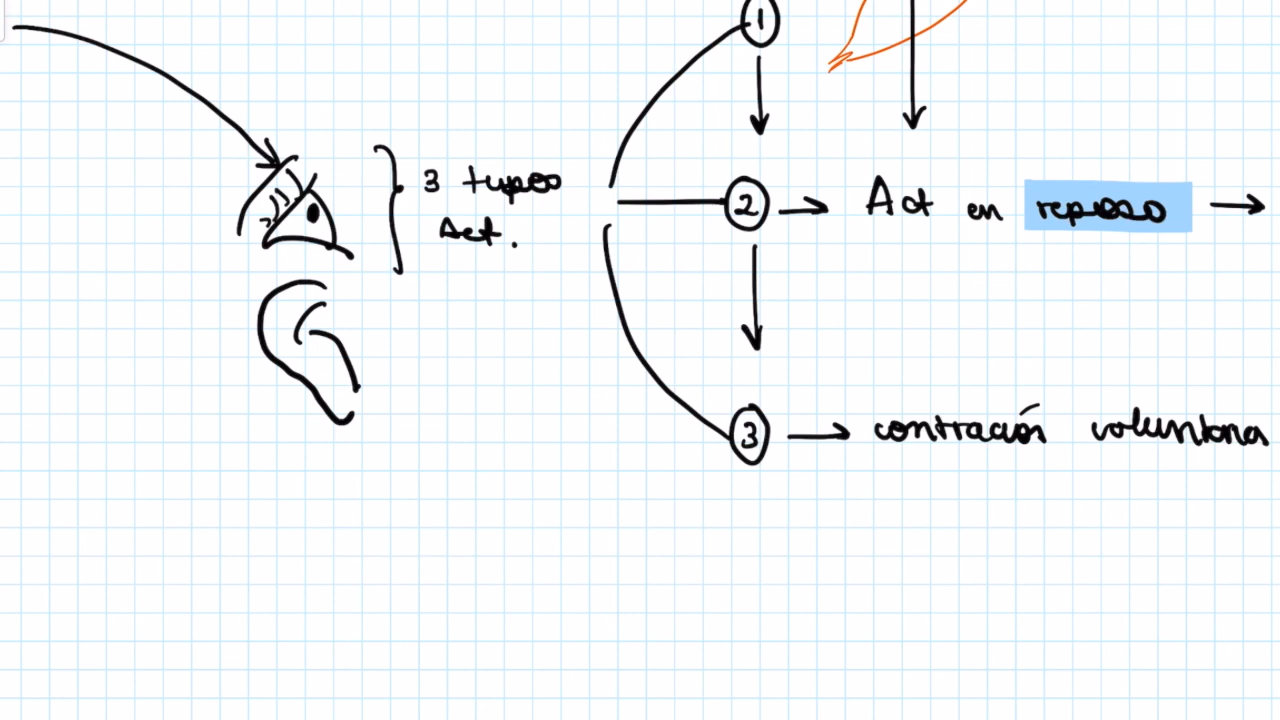 1
3 tipos
Act.
2 → Act en reposo →
3 → contracción voluntaria